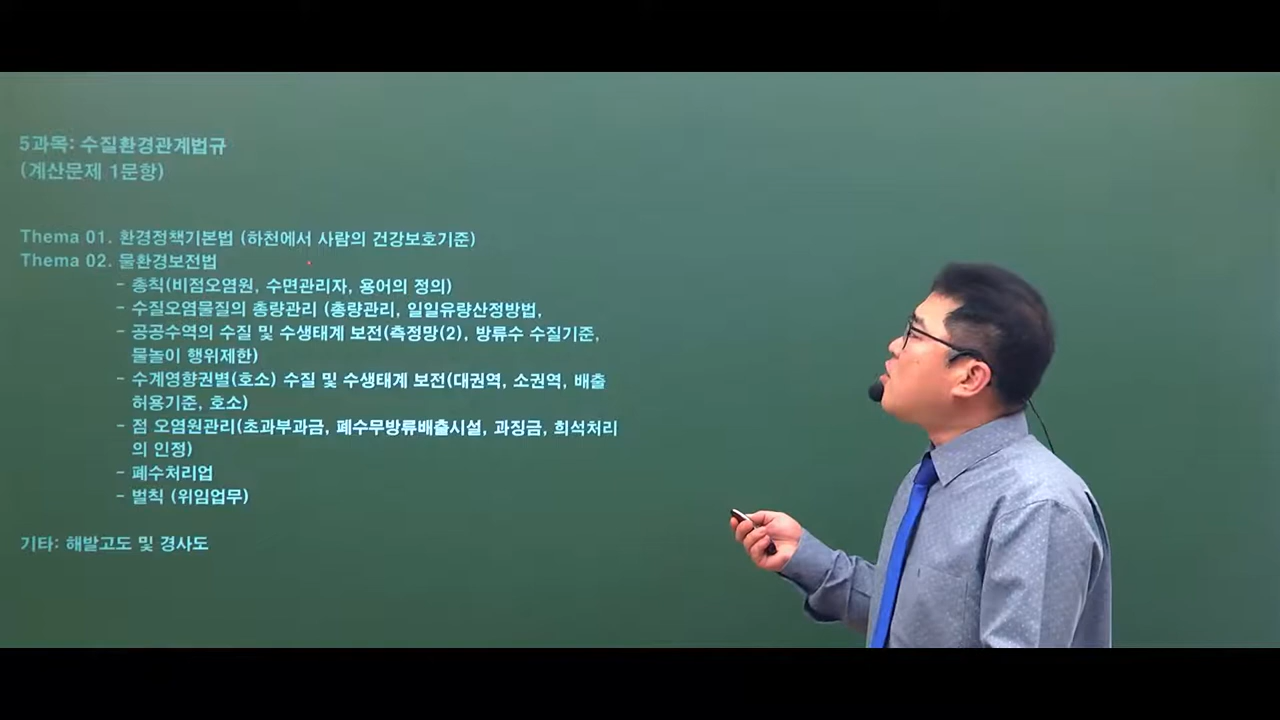 5과목: 수질환경관계법규
(계산문제 1문항)
Thema 01. 환경정책기본법 (하천에서 사람의 건강보호기준)
Thema 02. 물환경보전법
- 총칙(비점오염원, 수면관리자, 용어의 정의)
- 수질오염물질의 총량관리 (총량관리, 일일유량산정방법,
- 공공수역의 수질 및 수생태계 보전(측정망(2), 방류수 수질기준,
물놀이 행위제한)
- 수계영향권별(호소) 수질 및 수생태계 보전(대권역, 소권역, 배출
허용기준, 호소)
- 점 오염원관리(초과부과금, 폐수무방류배출시설, 과징금, 희석처리
의 인정)
- 폐수처리업
- 벌칙 (위임업무)
기타: 해발고도 및 경사도